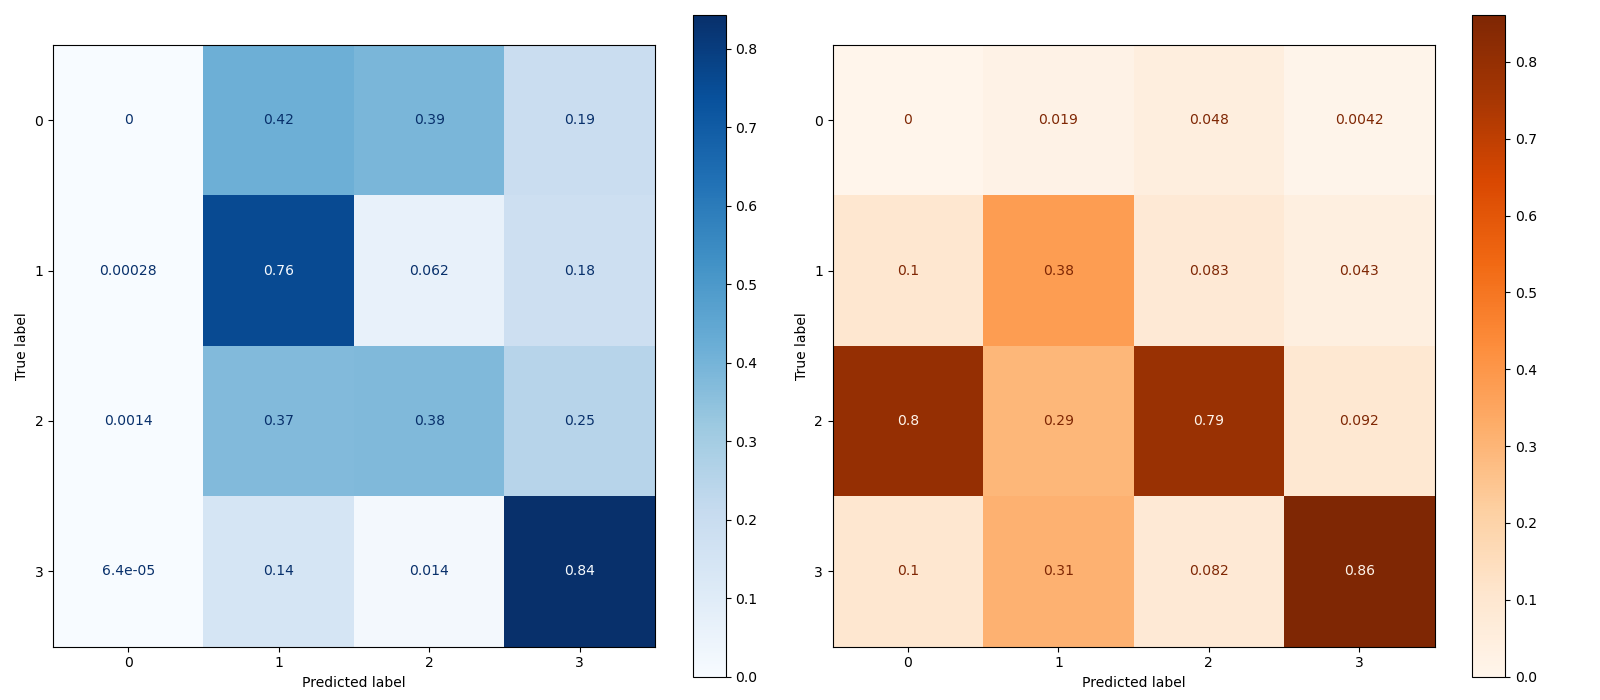 0 0 0.42 0.39 0.19
1 0.00028 0.76 0.062 0.18
2 0.0014 0.37 0.38 0.25
3 6.4e-05 0.14 0.014 0.84
0 1 2 3
Predicted label
True label
0.8
0.7
0.6
0.5
0.4
0.3
0.2
0.1
0.0
0 0 0.019 0.048 0.0042
1 0.1 0.38 0.083 0.043
2 0.8 0.29 0.79 0.092
3 0.1 0.31 0.082 0.86
0 1 2 3
Predicted label
True label
0.8
0.7
0.6
0.5
0.4
0.3
0.2
0.1
0.0